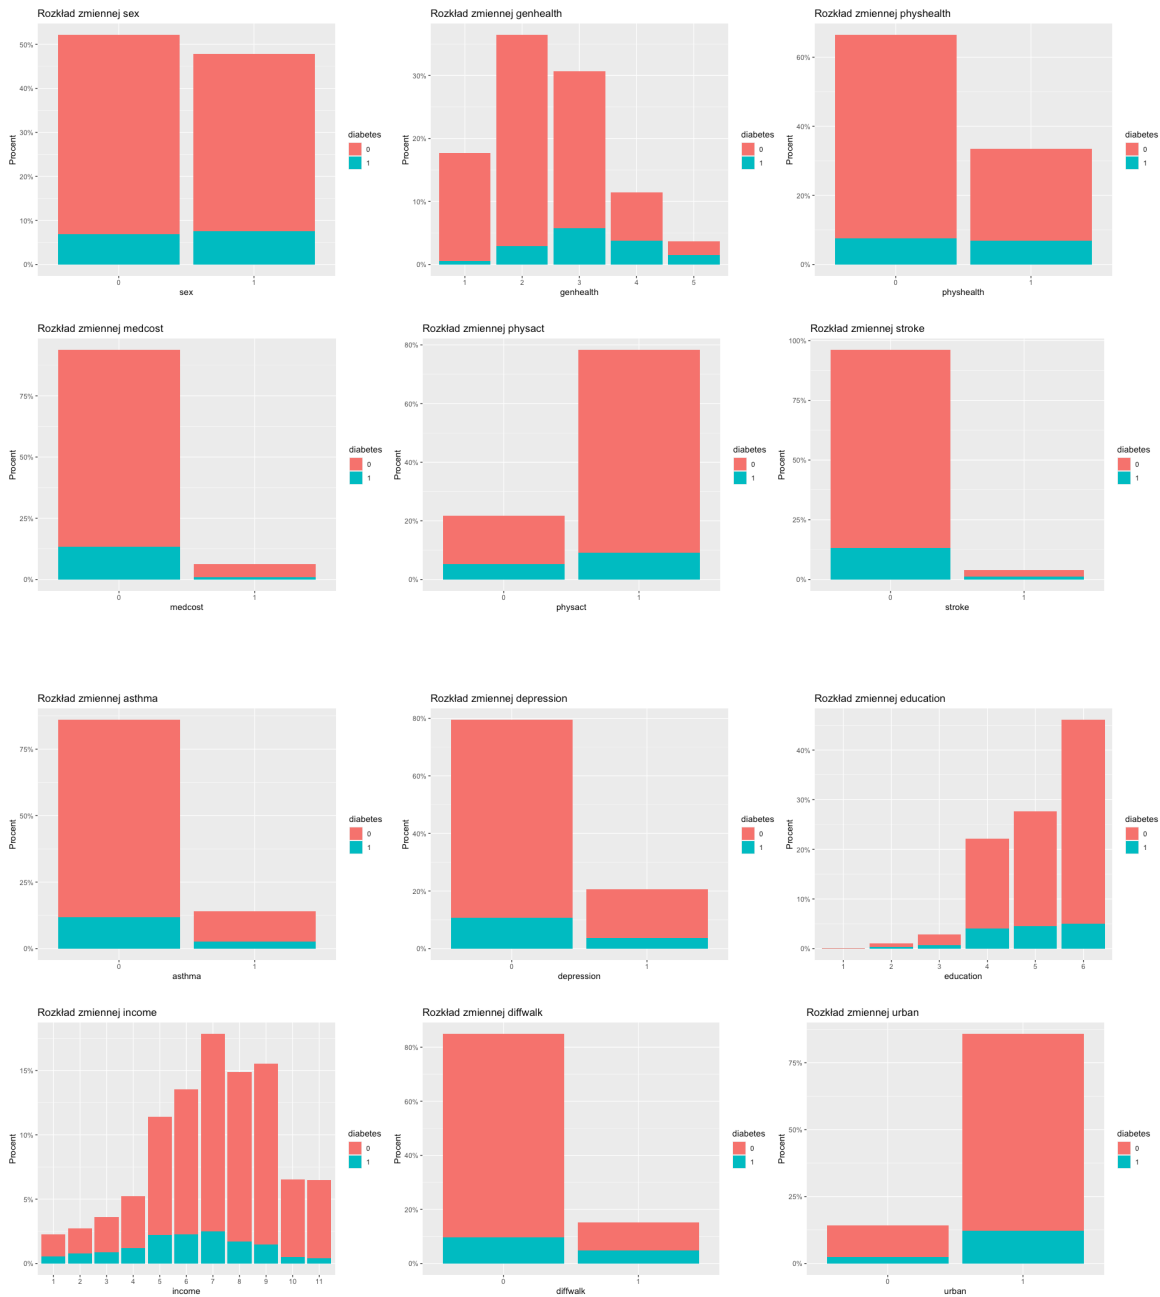 Rozkład zmiennej sex
50%
40%
30%
20%
10%
0%
Procent
0 1
sex
diabetes
0
1
Rozkład zmiennej genhealth
30%
20%
10%
0%
Procent
1 2 3 4 5
genhealth
diabetes
0
1
Rozkład zmiennej physhealth
60%
40%
20%
0%
Procent
0 1
physhealth
diabetes
0
1
Rozkład zmiennej medcost
75%
50%
25%
0%
Procent
0 1
medcost
diabetes
0
1
Rozkład zmiennej physact
80%
60%
40%
20%
0%
Procent
0 1
physact
diabetes
0
1
Rozkład zmiennej stroke
100%
75%
50%
25%
0%
Procent
0 1
stroke
diabetes
0
1
Rozkład zmiennej asthma
75%
50%
25%
0%
Procent
0 1
asthma
diabetes
0
1
Rozkład zmiennej depression
80%
60%
40%
20%
0%
Procent
0 1
depression
diabetes
0
1
Rozkład zmiennej education
40%
30%
20%
10%
0%
Procent
1 2 3 4 5 6
education
diabetes
0
1
Rozkład zmiennej income
15%
10%
5%
0%
Procent
1 2 3 4 5 6 7 8 9 10 11
income
diabetes
0
1
Rozkład zmiennej diffwalk
80%
60%
40%
20%
0%
Procent
0 1
diffwalk
diabetes
0
1
Rozkład zmiennej urban
75%
50%
25%
0%
Procent
0 1
urban
diabetes
0
1